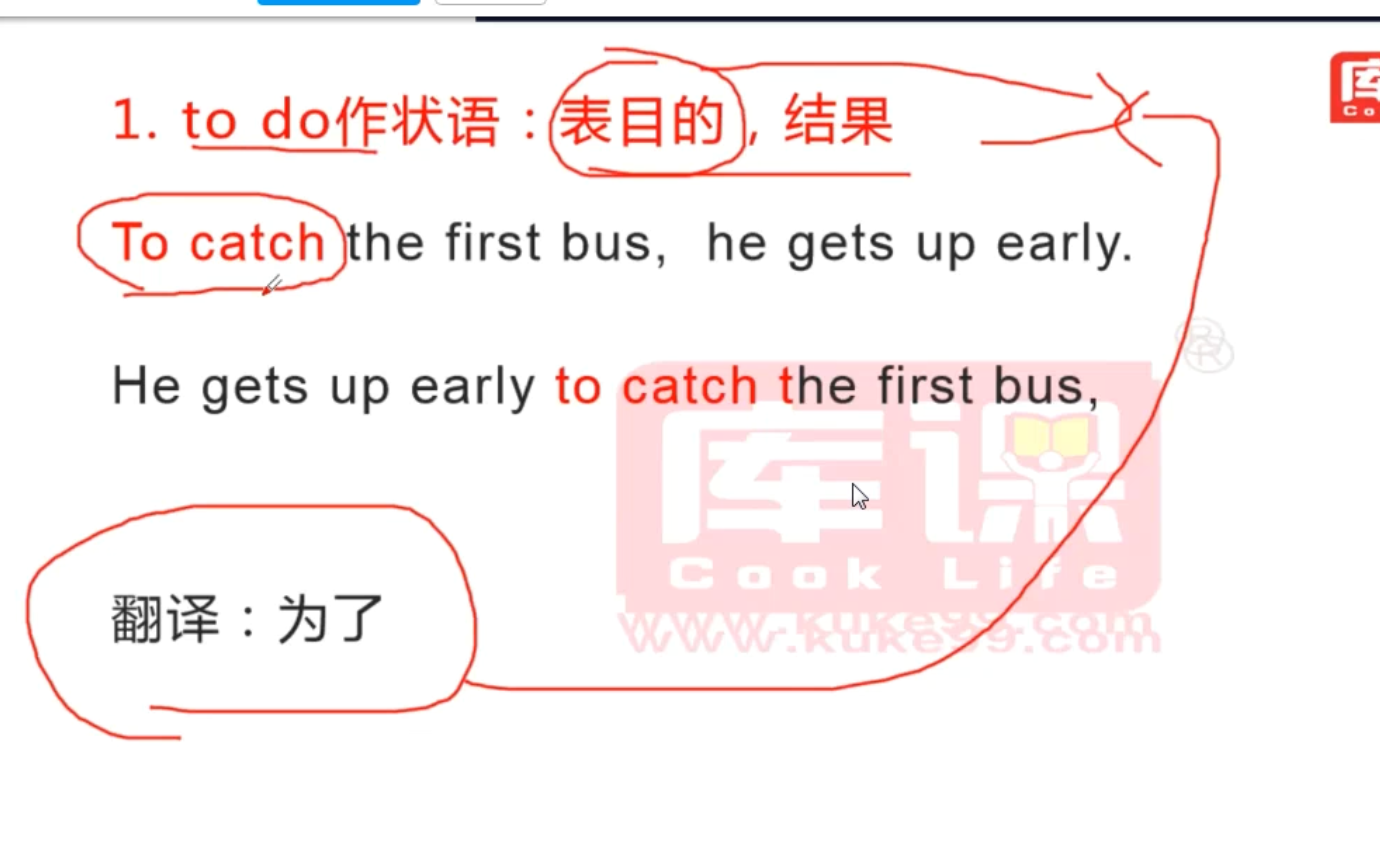 1. to do作状语：表目的, 结果
To catch the first bus, he gets up early.
He gets up early to catch the first bus,
库课
Cook Life
www.kuke99.com
翻译：为了